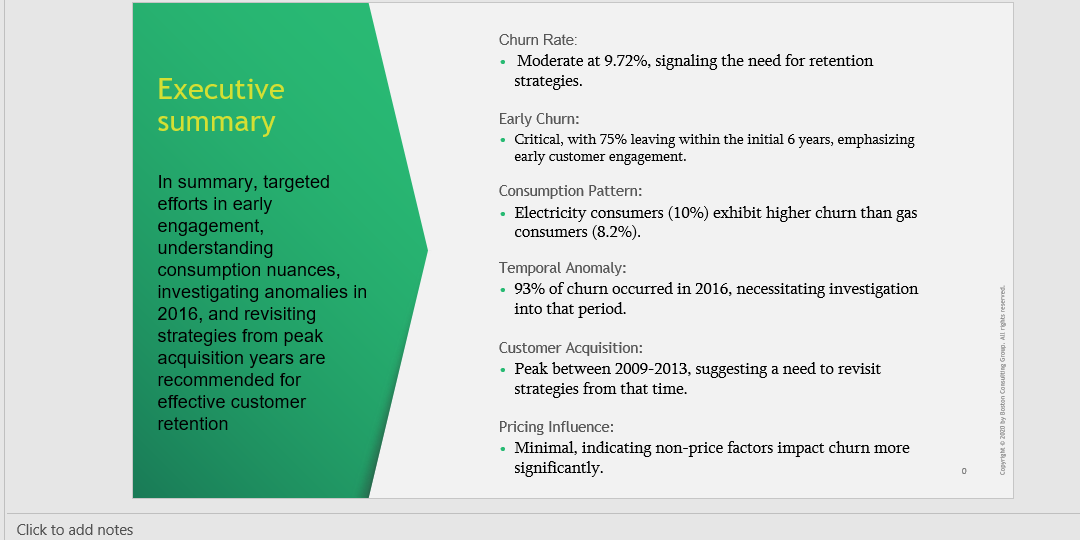 Executive
summary
In summary, targeted
efforts in early
engagement,
understanding
consumption nuances,
investigating anomalies in
2016, and revisiting
strategies from peak
acquisition years are
recommended for
effective customer
retention
Churn Rate:
• Moderate at 9.72%, signaling the need for retention
strategies.
Early Churn:
• Critical, with 75% leaving within the initial 6 years, emphasizing
early customer engagement.
Consumption Pattern:
• Electricity consumers (10%) exhibit higher churn than gas
consumers (8.2%).
Temporal Anomaly:
• 93% of churn occurred in 2016, necessitating investigation
into that period.
Customer Acquisition:
• Peak between 2009-2013, suggesting a need to revisit
strategies from that time.
Pricing Influence:
• Minimal, indicating non-price factors impact churn more
significantly.
0
Copyright © 2020 by Boston Consulting Group. All rights reserved.
Click to add notes